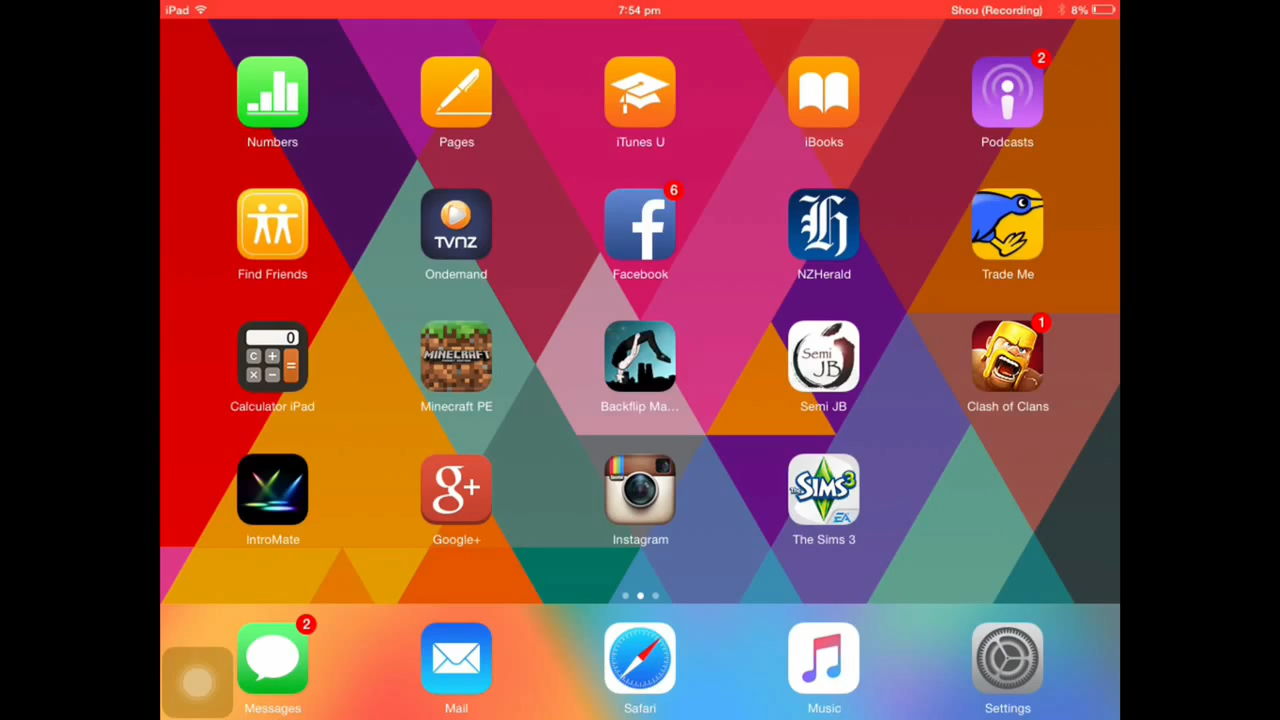 iPad 7:54 pm Shou (Recording) 8%
2
Numbers Pages iTunes U iBooks Podcasts
TVNZ
6
Find Friends Ondemand Facebook NZHerald Trade Me
0
C + = × −
MINECRAFT
Semi
JB
1
Calculator iPad Minecraft PE Backflip Ma... Semi JB Clash of Clans
g+
The SIMS 3
EA
IntroMate Google+ Instagram The Sims 3
2
Messages Mail Safari Music Settings